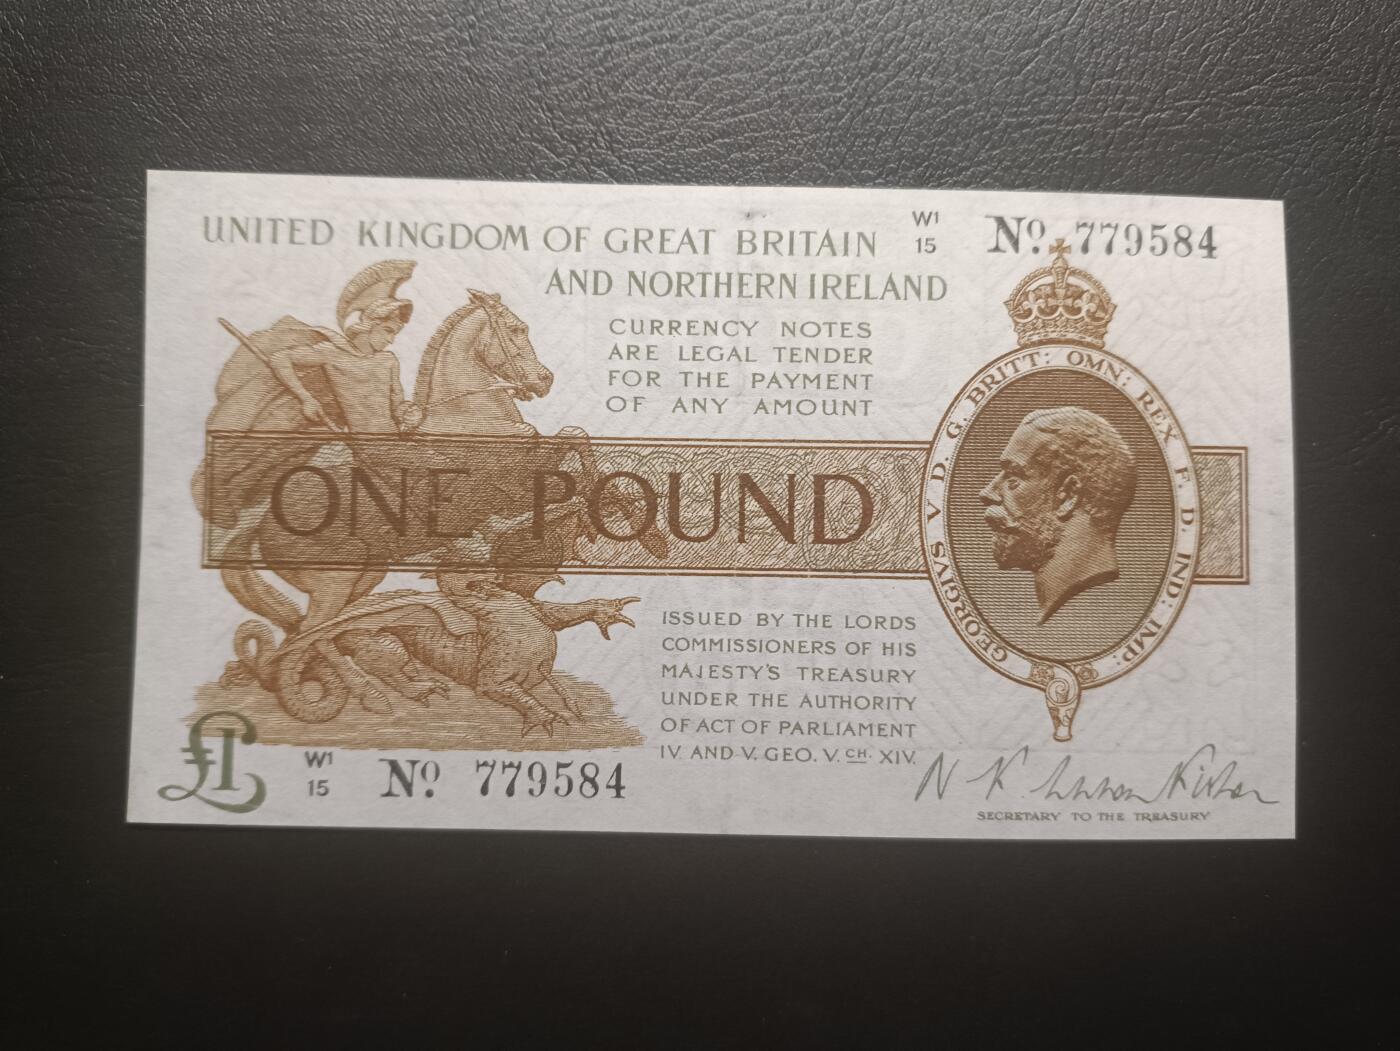 UNITED KINGDOM OF GREAT BRITAIN
AND NORTHERN IRELAND
W1
15
Nº 779584
CURRENCY NOTES
ARE LEGAL TENDER
FOR THE PAYMENT
OF ANY AMOUNT
GEORGIVS V D. G. BRITT: OMN: REX F. D. IND: IMP:
ONE POUND
ISSUED BY THE LORDS
COMMISSIONERS OF HIS
MAJESTY'S TREASURY
UNDER THE AUTHORITY
OF ACT OF PARLIAMENT
IV. AND V. GEO. V. CH. XIV.
£1
W1
15
Nº 779584
N K Warren Fisher
SECRETARY TO THE TREASURY